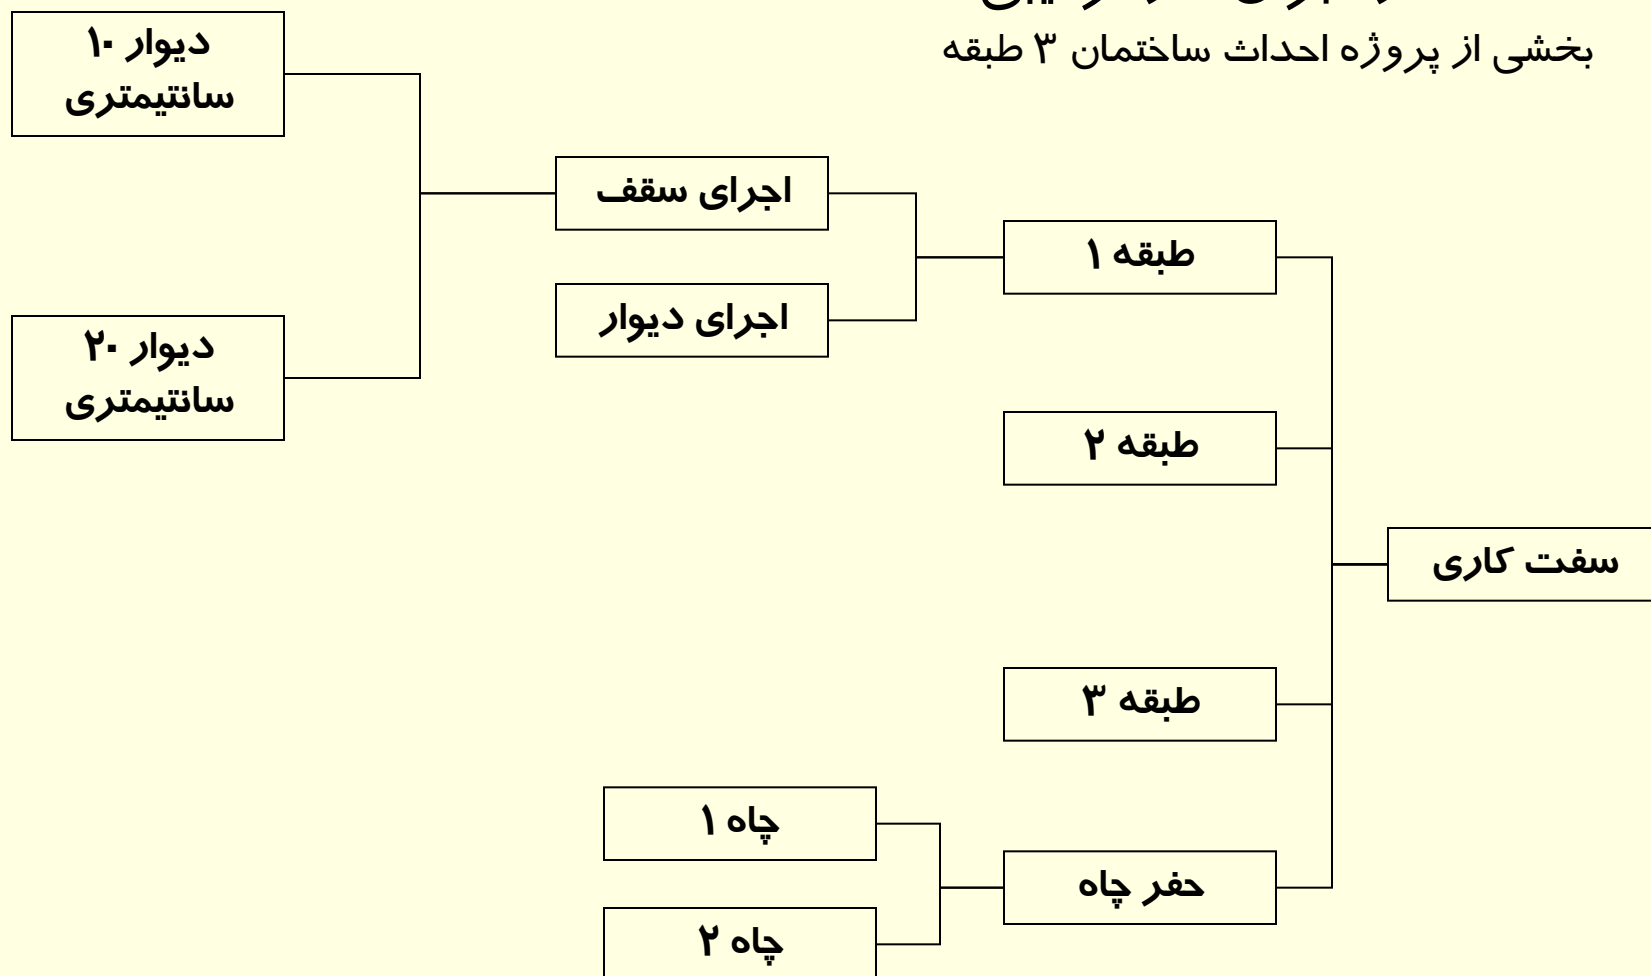 بخشی از پروژه احداث ساختمان ۳ طبقه
سفت کاری
طبقه ۱
اجرای سقف
دیوار ۱۰
سانتیمتری
دیوار ۲۰
سانتیمتری
اجرای دیوار
طبقه ۲
طبقه ۳
حفر چاه
چاه ۱
چاه ۲